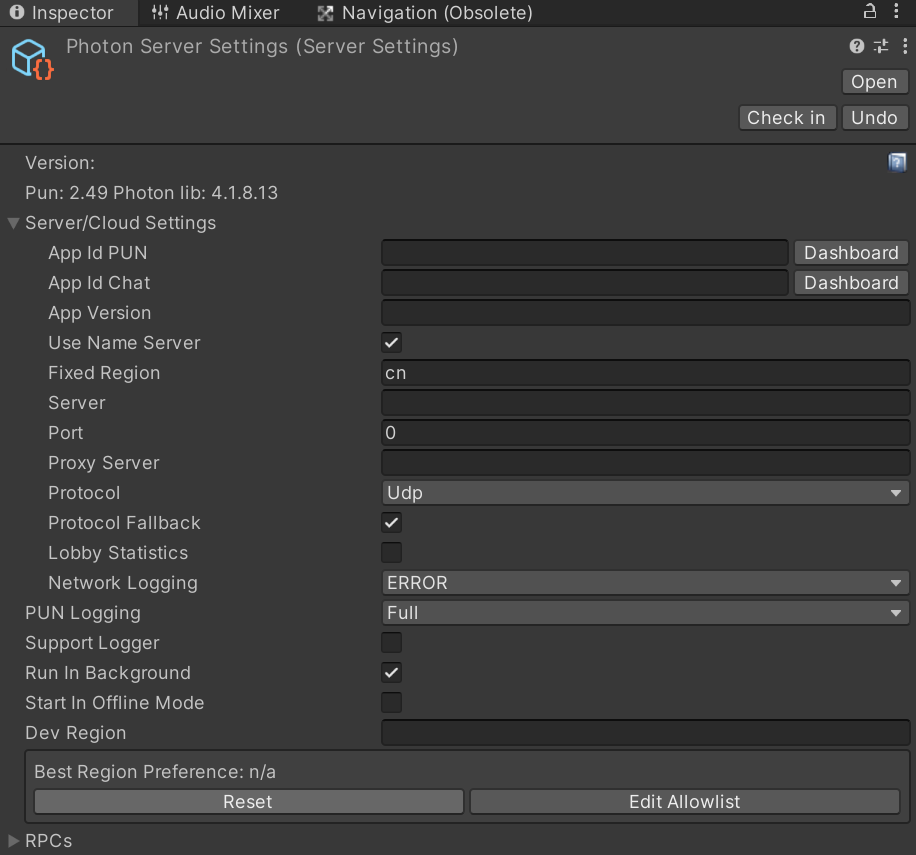 Inspector Audio Mixer Navigation (Obsolete)
Photon Server Settings (Server Settings)
Open
Check in Undo
Version:
Pun: 2.49 Photon lib: 4.1.8.13
Server/Cloud Settings
App Id PUN Dashboard
App Id Chat Dashboard
App Version
Use Name Server
Fixed Region cn
Server
Port 0
Proxy Server
Protocol Udp
Protocol Fallback
Lobby Statistics
Network Logging ERROR
PUN Logging Full
Support Logger
Run In Background
Start In Offline Mode
Dev Region
Best Region Preference: n/a
Reset Edit Allowlist
RPCs